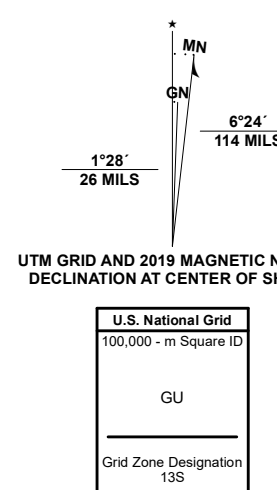 ★
MN
GN
6°24´
114 MILS
1°28´
26 MILS
UTM GRID AND 2019 MAGNETIC
DECLINATION AT CENTER OF
U.S. National Grid
100,000 - m Square ID
GU
Grid Zone Designation
13S